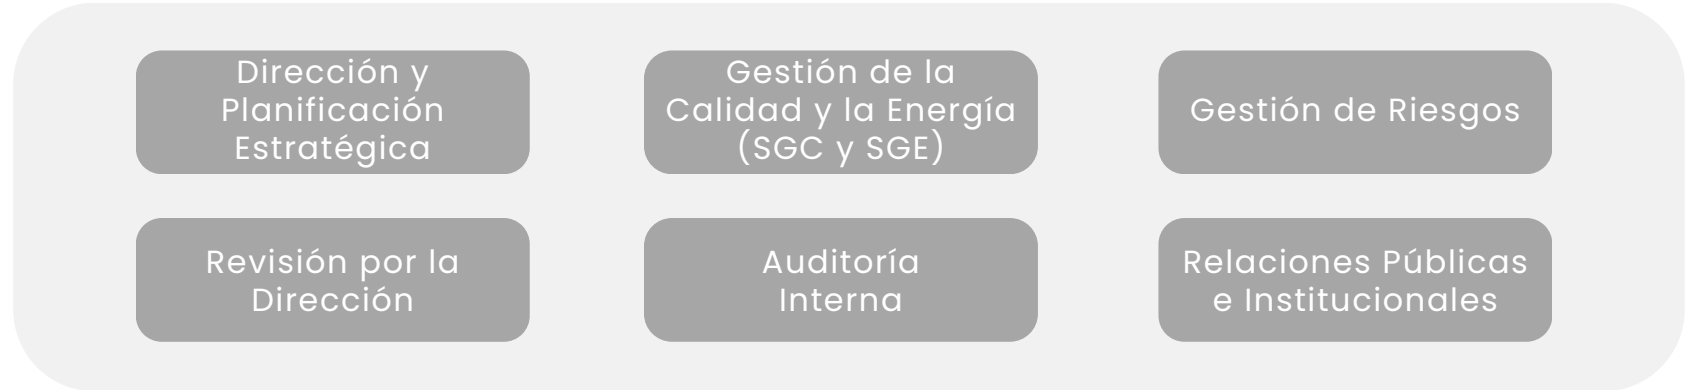 Dirección y
Planificación
Estratégica
Gestión de la
Calidad y la Energía
(SGC y SGE)
Gestión de Riesgos
Revisión por la
Dirección
Auditoría
Interna
Relaciones Públicas
e Institucionales